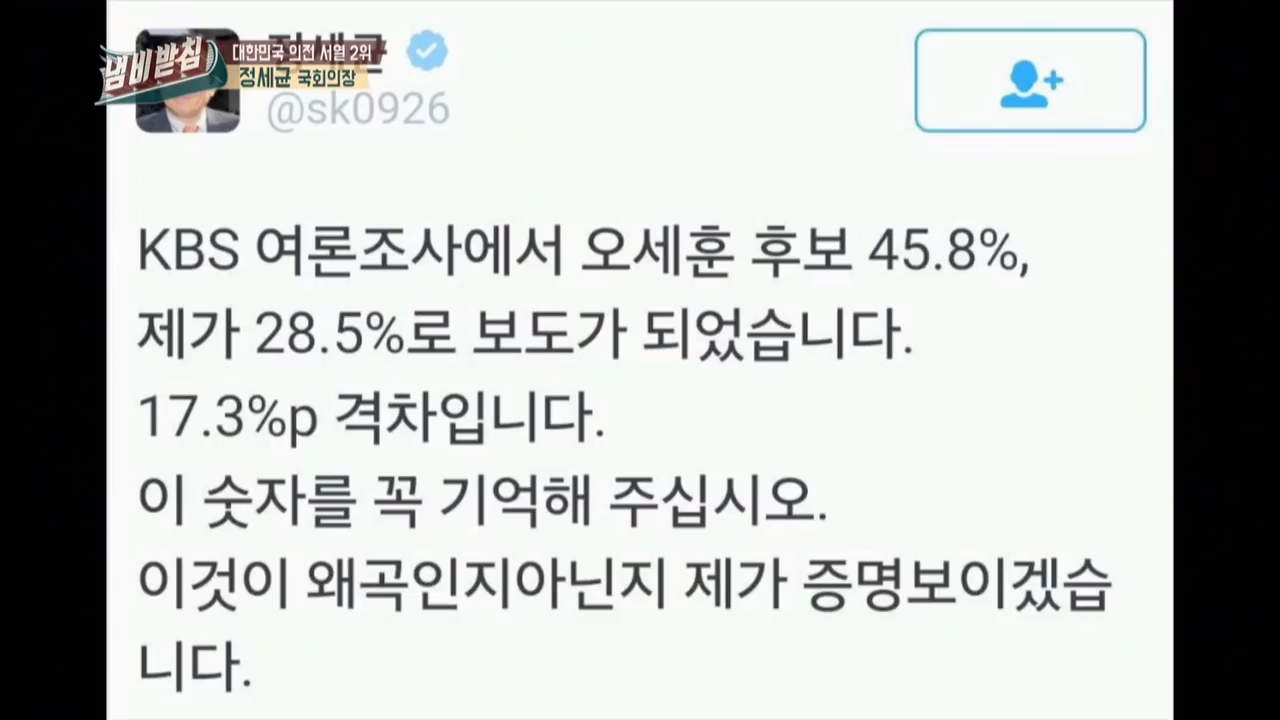 냄비받침
대한민국 의전 서열 2위
정세균 국회의장
정세균
@sk0926
KBS 여론조사에서 오세훈 후보 45.8%,
제가 28.5%로 보도가 되었습니다.
17.3%p 격차입니다.
이 숫자를 꼭 기억해 주십시오.
이것이 왜곡인지아닌지 제가 증명보이겠습
니다.